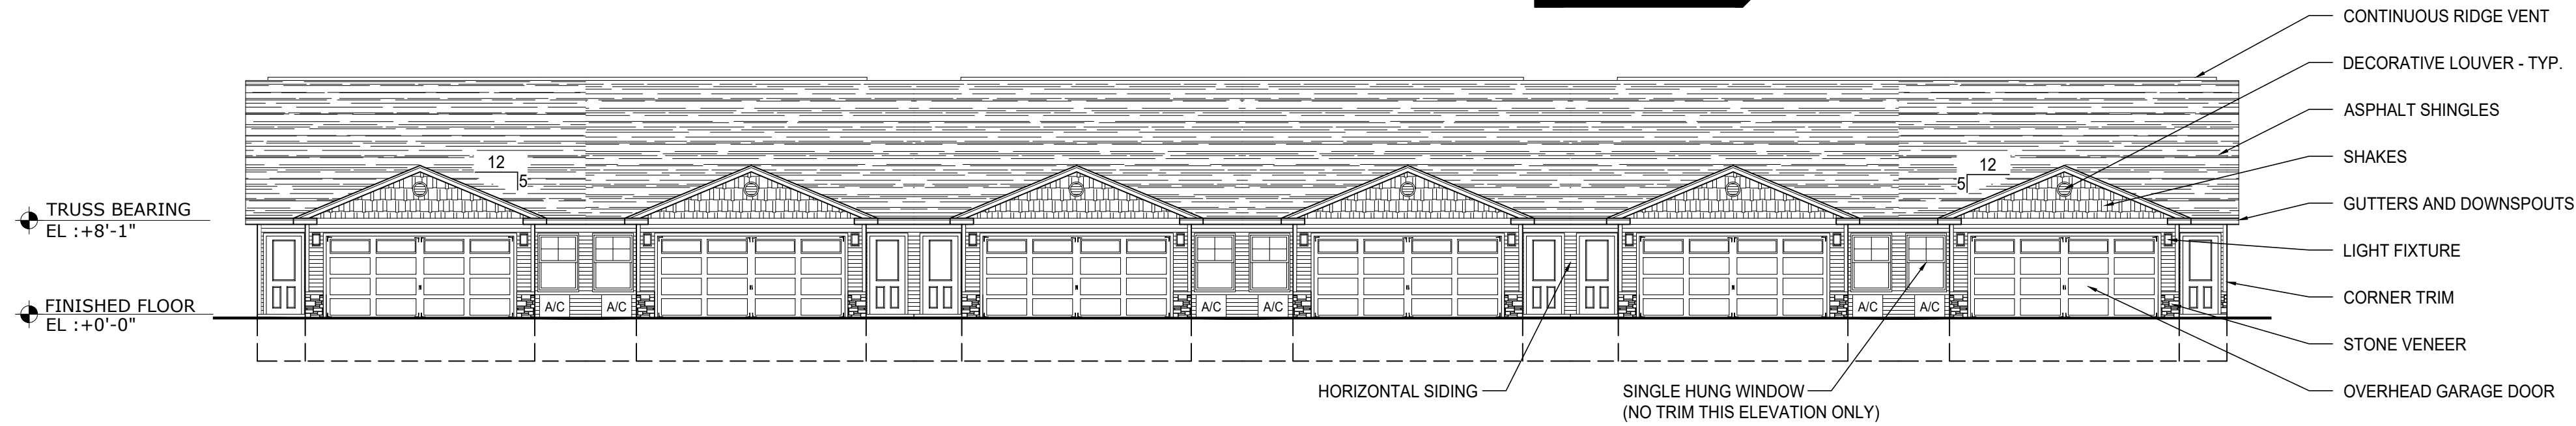 CONTINUOUS RIDGE VENT
DECORATIVE LOUVER - TYP.
ASPHALT SHINGLES
12
5
12
5
SHAKES
TRUSS BEARING
EL :+8'-1"
GUTTERS AND DOWNSPOUTS
LIGHT FIXTURE
CORNER TRIM
FINISHED FLOOR
EL :+0'-0"
A/C
A/C
A/C
A/C
A/C
A/C
STONE VENEER
OVERHEAD GARAGE DOOR
HORIZONTAL SIDING
SINGLE HUNG WINDOW
(NO TRIM THIS ELEVATION ONLY)